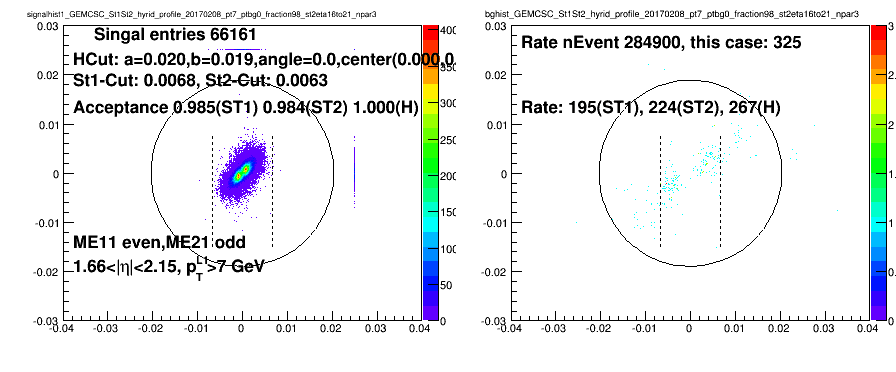 signalhist1_GEMCSC_St1St2_hyrid_profile_20170208_pt7_ptbg0_fraction98_st2eta16to21_npar3
Singal entries 66161
HCut: a=0.020,b=0.019,angle=0.0,center(0.000,0.0
St1-Cut: 0.0068, St2-Cut: 0.0063
Acceptance 0.985(ST1) 0.984(ST2) 1.000(H)
ME11 even,ME21 odd
1.66<|η|<2.15, p_T^L1>7 GeV
0.03
0.02
0.01
0
-0.01
-0.02
-0.03
-0.04 -0.03 -0.02 -0.01 0 0.01 0.02 0.03 0.04
400
350
300
250
200
150
100
50
0
bghist_GEMCSC_St1St2_hyrid_profile_20170208_pt7_ptbg0_fraction98_st2eta16to21_npar3
Rate nEvent 284900, this case: 325
Rate: 195(ST1), 224(ST2), 267(H)
0.03
0.02
0.01
0
-0.01
-0.02
-0.03
-0.04 -0.03 -0.02 -0.01 0 0.01 0.02 0.03 0.04